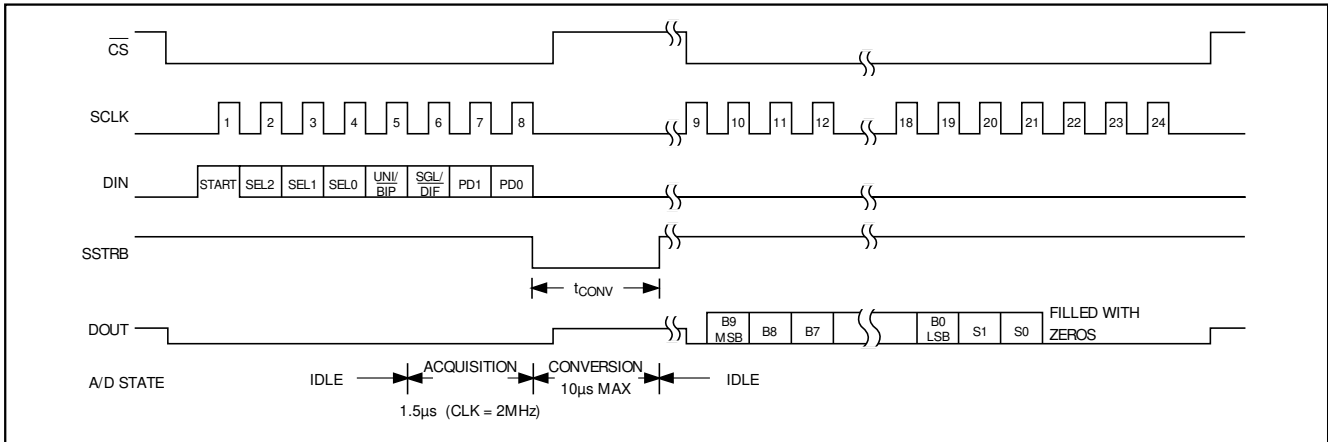 CS
SCLK
1 2 3 4 5 6 7 8 9 10 11 12 18 19 20 21 22 23 24
DIN
START SEL2 SEL1 SEL0 UNI/BIP SGL/DIF PD1 PD0
SSTRB
tCONV
DOUT
B9 MSB B8 B7 B0 LSB S1 S0 FILLED WITH ZEROS
A/D STATE
IDLE ACQUISITION CONVERSION IDLE
10µs MAX
1.5µs (CLK = 2MHz)